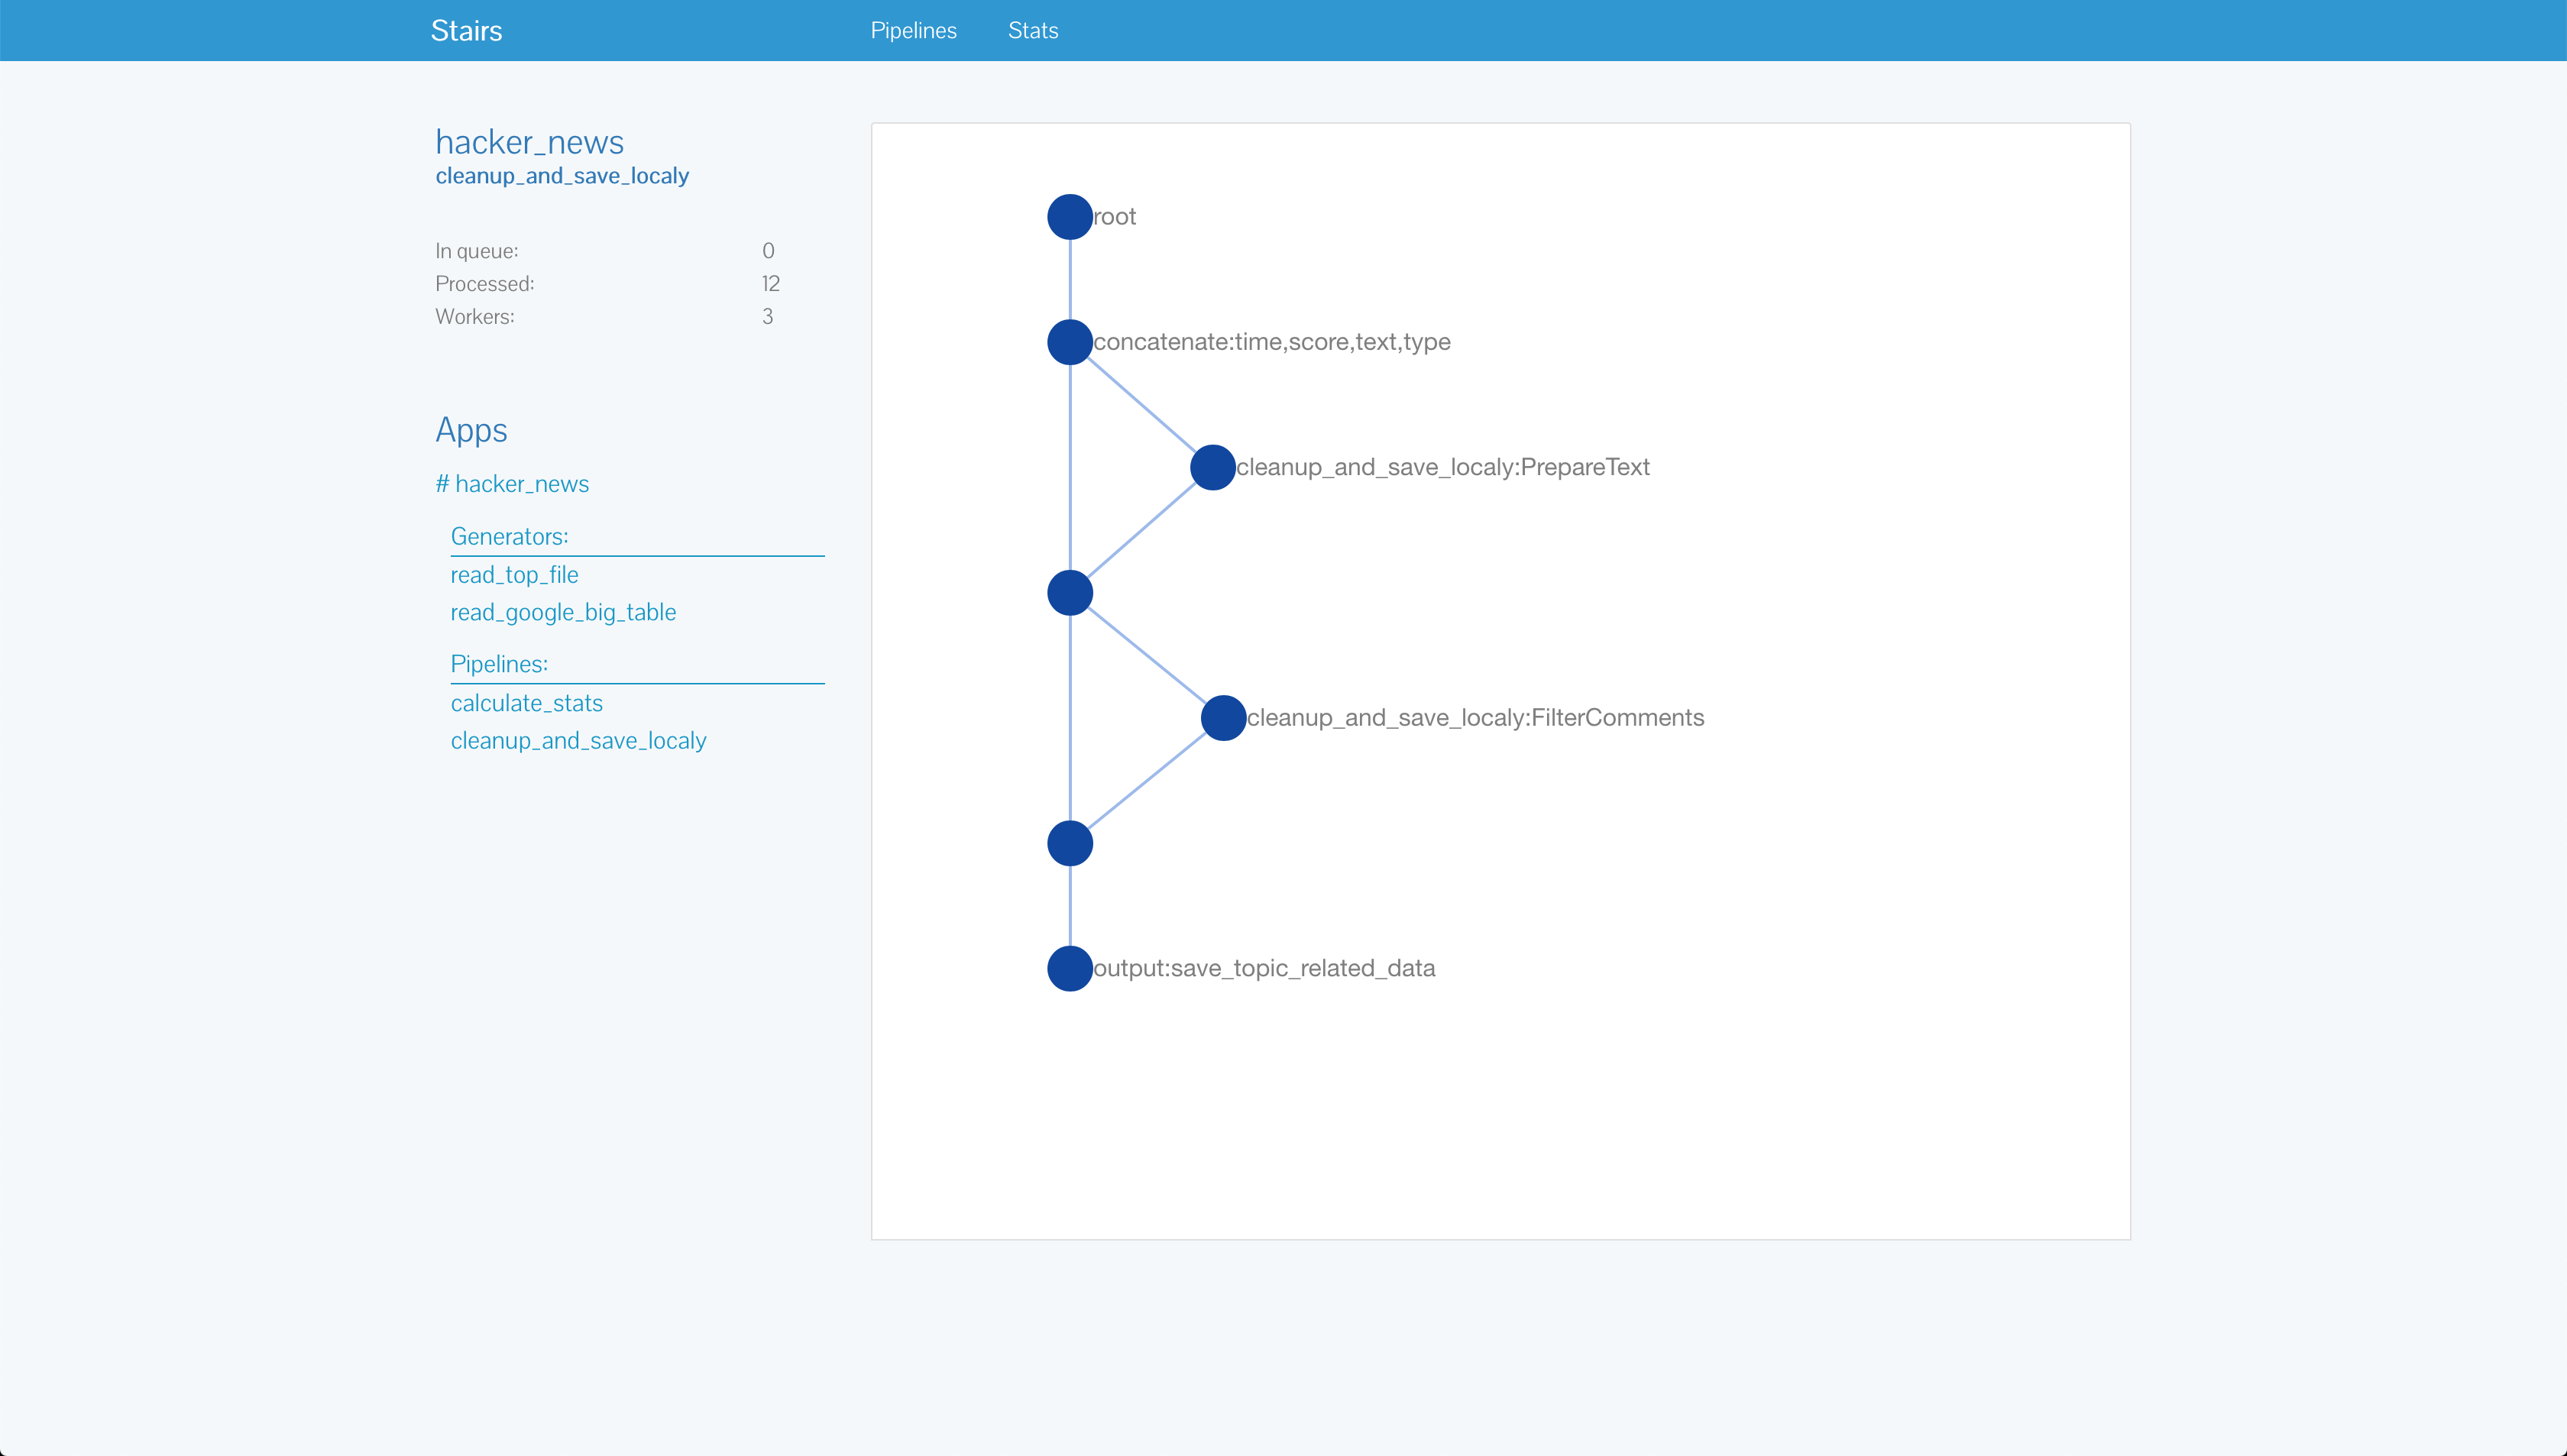 Stairs Pipelines Stats
hacker_news
cleanup_and_save_localy
In queue: 0
Processed: 12
Workers: 3
Apps
# hacker_news
Generators:
read_top_file
read_google_big_table
Pipelines:
calculate_stats
cleanup_and_save_localy
root
concatenate:time,score,text,type
cleanup_and_save_localy:PrepareText
cleanup_and_save_localy:FilterComments
output:save_topic_related_data